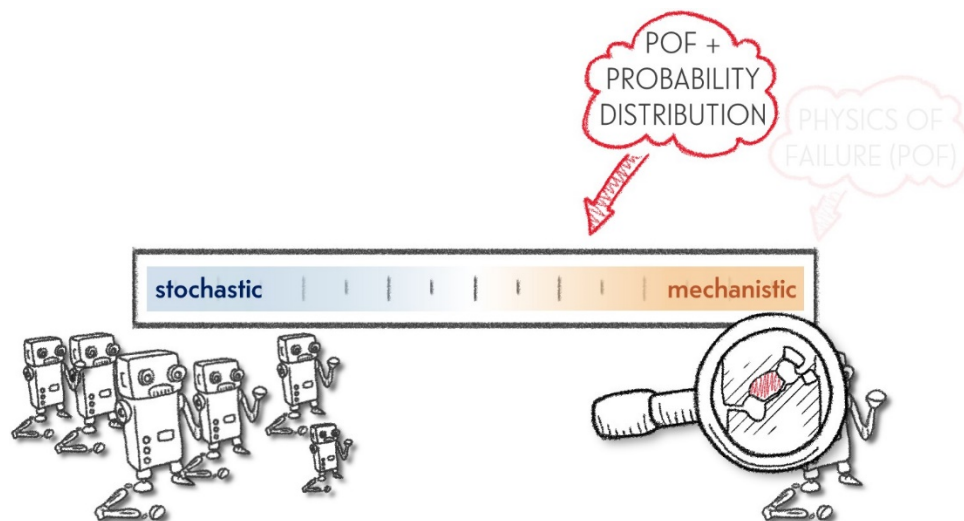 POF +
PROBABILITY
DISTRIBUTION
PHYSICS OF
FAILURE (POF)
stochastic
mechanistic